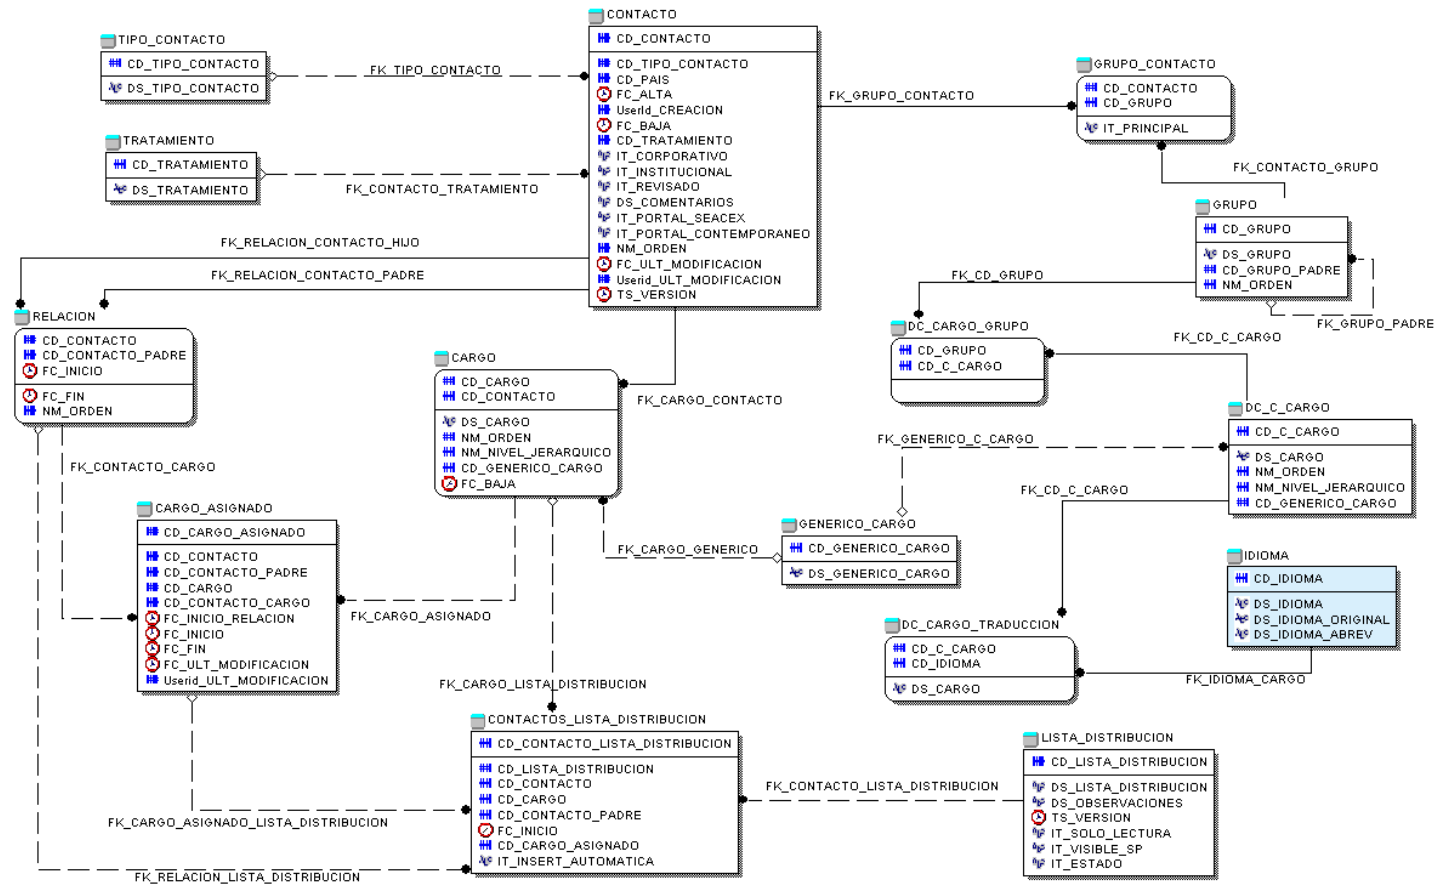 CONTACTO
CD_CONTACTO
CD_TIPO_CONTACTO
CD_PAIS
FC_ALTA
UserId_CREACION
FC_BAJA
CD_TRATAMIENTO
IT_CORPORATIVO
IT_INSTITUCIONAL
IT_REVISADO
DS_COMENTARIOS
IT_PORTAL_SEACEX
IT_PORTAL_CONTEMPORANEO
NM_ORDEN
FC_ULT_MODIFICACION
Userid_ULT_MODIFICACION
TS_VERSION
TIPO_CONTACTO
CD_TIPO_CONTACTO
DS_TIPO_CONTACTO
FK_TIPO_CONTACTO
TRATAMIENTO
CD_TRATAMIENTO
DS_TRATAMIENTO
FK_CONTACTO_TRATAMIENTO
FK_GRUPO_CONTACTO
GRUPO_CONTACTO
CD_CONTACTO
CD_GRUPO
IT_PRINCIPAL
FK_CONTACTO_GRUPO
GRUPO
CD_GRUPO
DS_GRUPO
CD_GRUPO_PADRE
NM_ORDEN
FK_GRUPO_PADRE
FK_CD_GRUPO
FK_RELACION_CONTACTO_HIJO
FK_RELACION_CONTACTO_PADRE
RELACION
CD_CONTACTO
CD_CONTACTO_PADRE
FC_INICIO
FC_FIN
NM_ORDEN
CARGO
CD_CARGO
CD_CONTACTO
DS_CARGO
NM_ORDEN
NM_NIVEL_JERARQUICO
CD_GENERICO_CARGO
FC_BAJA
FK_CARGO_CONTACTO
DC_CARGO_GRUPO
CD_GRUPO
CD_C_CARGO
FK_CD_C_CARGO
DC_C_CARGO
CD_C_CARGO
DS_CARGO
NM_ORDEN
NM_NIVEL_JERARQUICO
CD_GENERICO_CARGO
FK_GENERICO_C_CARGO
FK_CD_C_CARGO
FK_CONTACTO_CARGO
CARGO_ASIGNADO
CD_CARGO_ASIGNADO
CD_CONTACTO
CD_CONTACTO_PADRE
CD_CARGO
CD_CONTACTO_CARGO
FC_INICIO_RELACION
FC_INICIO
FC_FIN
FC_ULT_MODIFICACION
Userid_ULT_MODIFICACION
FK_CARGO_ASIGNADO
FK_CARGO_GENERICO
GENERICO_CARGO
CD_GENERICO_CARGO
DS_GENERICO_CARGO
IDIOMA
CD_IDIOMA
DS_IDIOMA
DS_IDIOMA_ORIGINAL
DS_IDIOMA_ABREV
DC_CARGO_TRADUCCION
CD_C_CARGO
CD_IDIOMA
DS_CARGO
FK_IDIOMA_CARGO
FK_CARGO_LISTA_DISTRIBUCION
CONTACTOS_LISTA_DISTRIBUCION
CD_CONTACTO_LISTA_DISTRIBUCION
CD_LISTA_DISTRIBUCION
CD_CONTACTO
CD_CARGO
CD_CONTACTO_PADRE
FC_INICIO
CD_CARGO_ASIGNADO
IT_INSERT_AUTOMATICA
FK_CONTACTO_LISTA_DISTRIBUCION
LISTA_DISTRIBUCION
CD_LISTA_DISTRIBUCION
DS_LISTA_DISTRIBUCION
DS_OBSERVACIONES
TS_VERSION
IT_SOLO_LECTURA
IT_VISIBLE_SP
IT_ESTADO
FK_CARGO_ASIGNADO_LISTA_DISTRIBUCION
FK_RELACION_LISTA_DISTRIBUCION